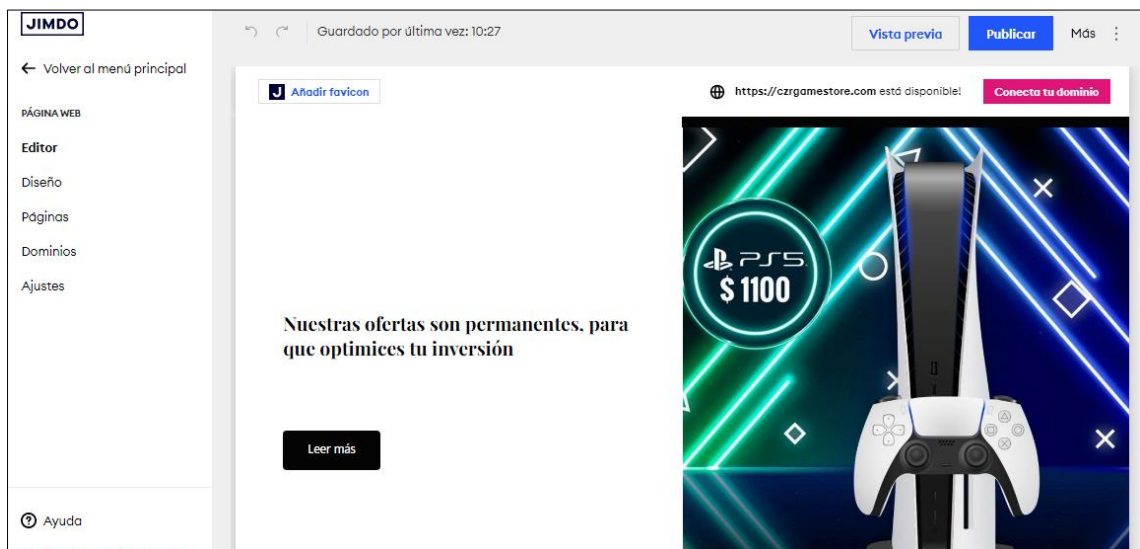 JIMDO
Guardado por última vez: 10:27
Vista previa
Publicar
Más
Volver al menú principal
PÁGINA WEB
Editor
Diseño
Páginas
Dominios
Ajustes
Ayuda
J Añadir favicon
https://czrgamestore.com está disponible!
Conecta tu dominio
Nuestras ofertas son permanentes, para
que optimices tu inversión
Leer más
PS5
$ 1100